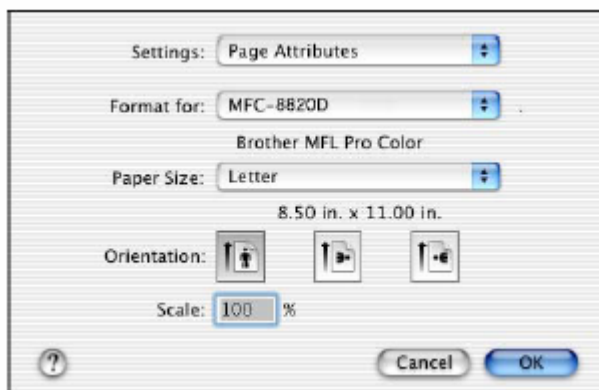 Settings: Page Attributes
Format for: MFC-8820D
Brother MFL Pro Color
Paper Size: Letter
8.50 in. x 11.00 in.
Orientation:
Scale: 100 %
? Cancel OK